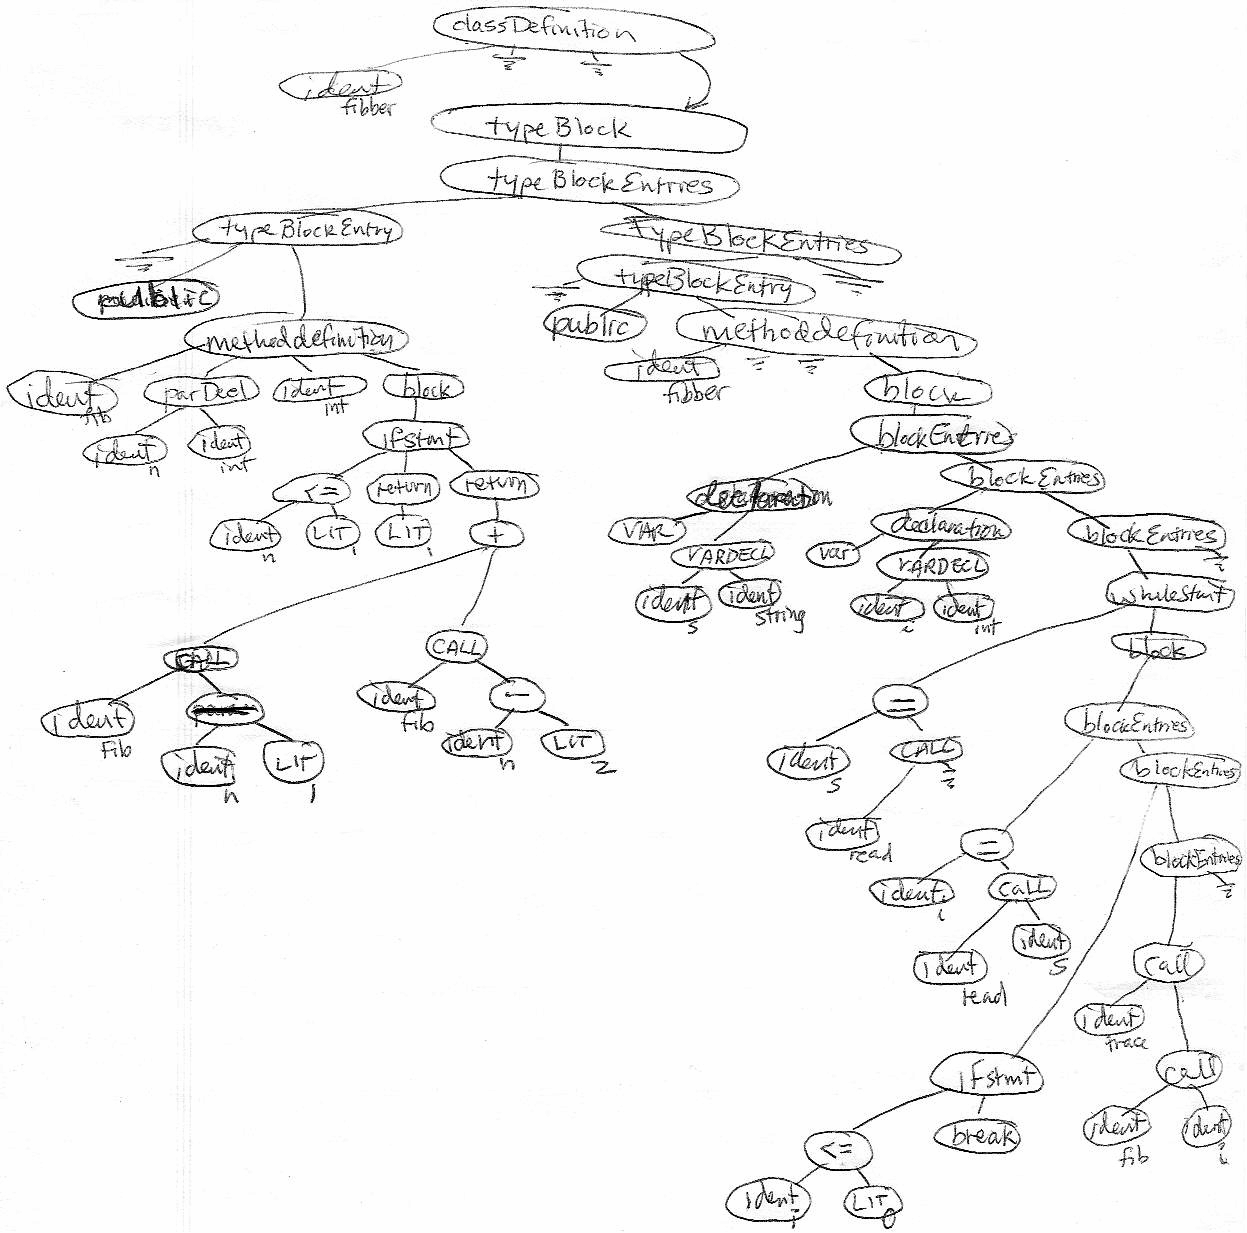 classDefinition
ident
fibber
typeBlock
typeBlockEntries
typeBlockEntry
typeBlockEntries
typeBlockEntry
public
methoddefinition
methoddefinition
ident
fibber
ident
fib
parDecl
ident
int
block
block
ident
n
ident
int
ifstmt
blockEntries
<=
return
return
blockEntries
ident
n
LIT
1
LIT
1
+
declaration
VAR
VARDECL
ident
s
ident
string
declaration
var
VARDECL
ident
i
ident
int
blockEntries
whileStmt
block
CALL
ident
fib
ident
n
LIT
1
CALL
ident
fib
-
ident
n
LIT
2
=
ident
s
CALL
ident
read
blockEntries
blockEntries
=
ident
i
CALL
ident
read
ident
s
blockEntries
call
ident
trace
call
ident
fib
ident
i
ifstmt
<=
break
ident
i
LIT
0